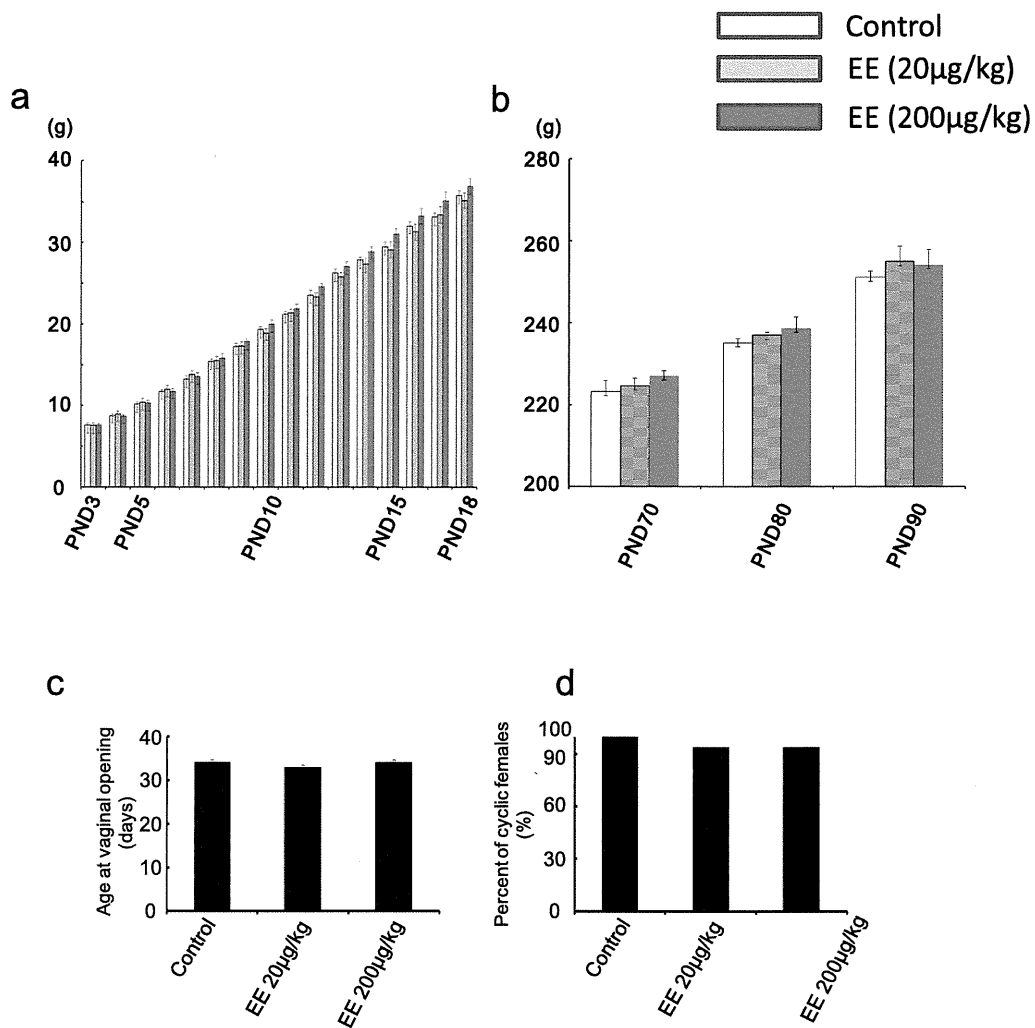 Control
EE (20µg/kg)
EE (200µg/kg)
a
(g)
40
30
20
10
0
PND3
PND5
PND10
PND15
PND18
b
(g)
280
260
240
220
200
PND70
PND80
PND90
c
Age at vaginal opening
(days)
40
30
20
10
0
Control
EE 20µg/kg
EE 200µg/kg
d
Percent of cyclic females
(%)
100
90
60
30
0
Control
EE 20µg/kg
EE 200µg/kg